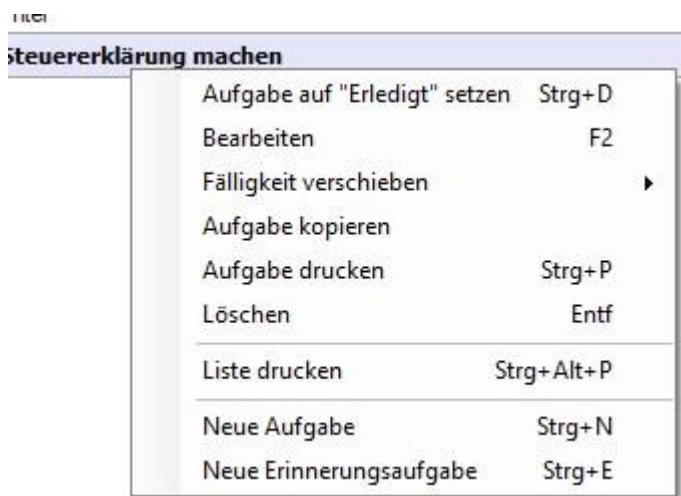 Steuererklärung machen
Aufgabe auf "Erledigt" setzen Strg+D
Bearbeiten F2
Fälligkeit verschieben
Aufgabe kopieren
Aufgabe drucken Strg+P
Löschen Entf
Liste drucken Strg+Alt+P
Neue Aufgabe Strg+N
Neue Erinnerungsaufgabe Strg+E